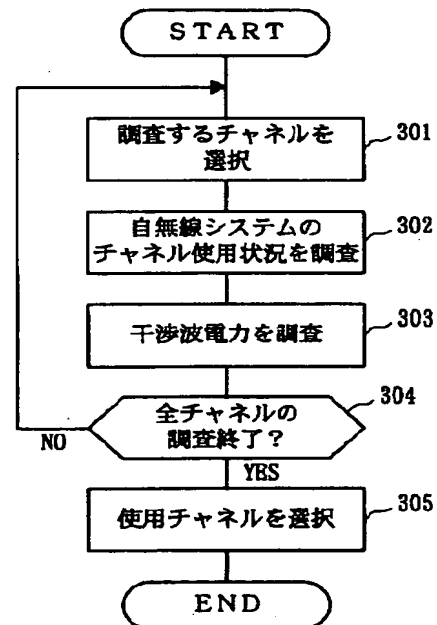 START
調査するチャネルを
選択
301
自無線システムの
チャネル使用状況を調査
302
干渉波電力を調査
303
全チャネルの
調査終了?
304
NO
YES
使用チャネルを選択
305
END